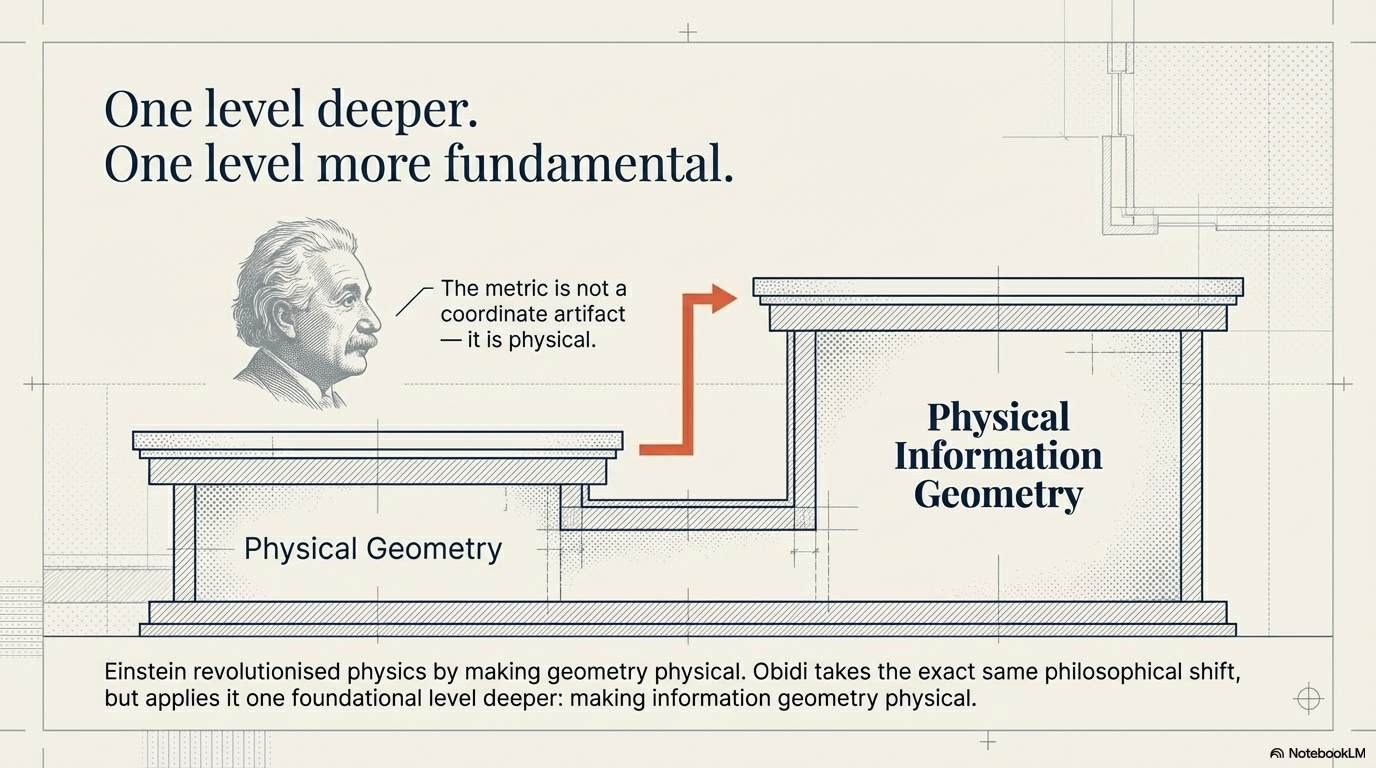 One level deeper.
One level more fundamental.
The metric is not a
coordinate artifact
— it is physical.
Physical Geometry
Physical
Information
Geometry
Einstein revolutionised physics by making geometry physical. Obidi takes the exact same philosophical shift,
but applies it one foundational level deeper: making information geometry physical.
NotebookLM